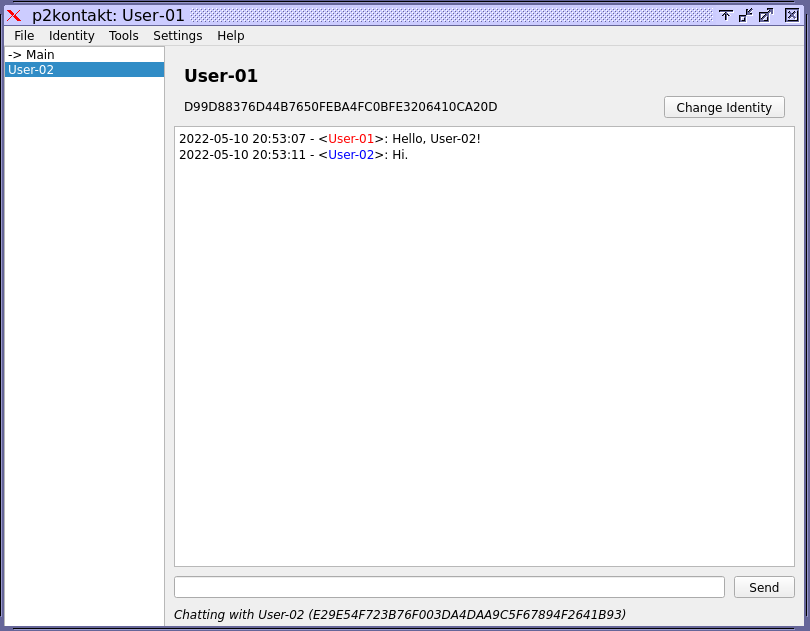 p2kontakt: User-01
File Identity Tools Settings Help
-> Main
User-02
User-01
D99D88376D44B7650FEBA4FC0BFE3206410CA20D
Change Identity
2022-05-10 20:53:07 - <User-01>: Hello, User-02!
2022-05-10 20:53:11 - <User-02>: Hi.
Send
Chatting with User-02 (E29E54F723B76F003DA4DAA9C5F67894F2641B93)